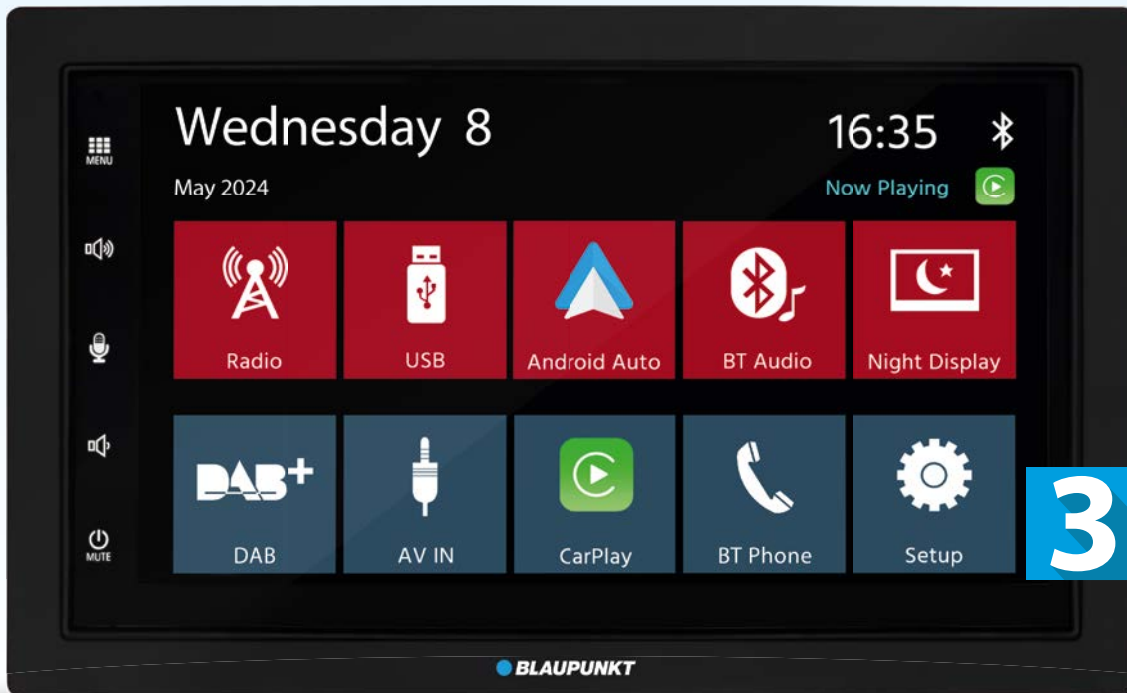 Wednesday 8
16:35
May 2024
Now Playing
MENU
Radio
USB
Android Auto
BT Audio
Night Display
DAB+
DAB
AV IN
CarPlay
BT Phone
Setup
MUTE
3
BLAUPUNKT